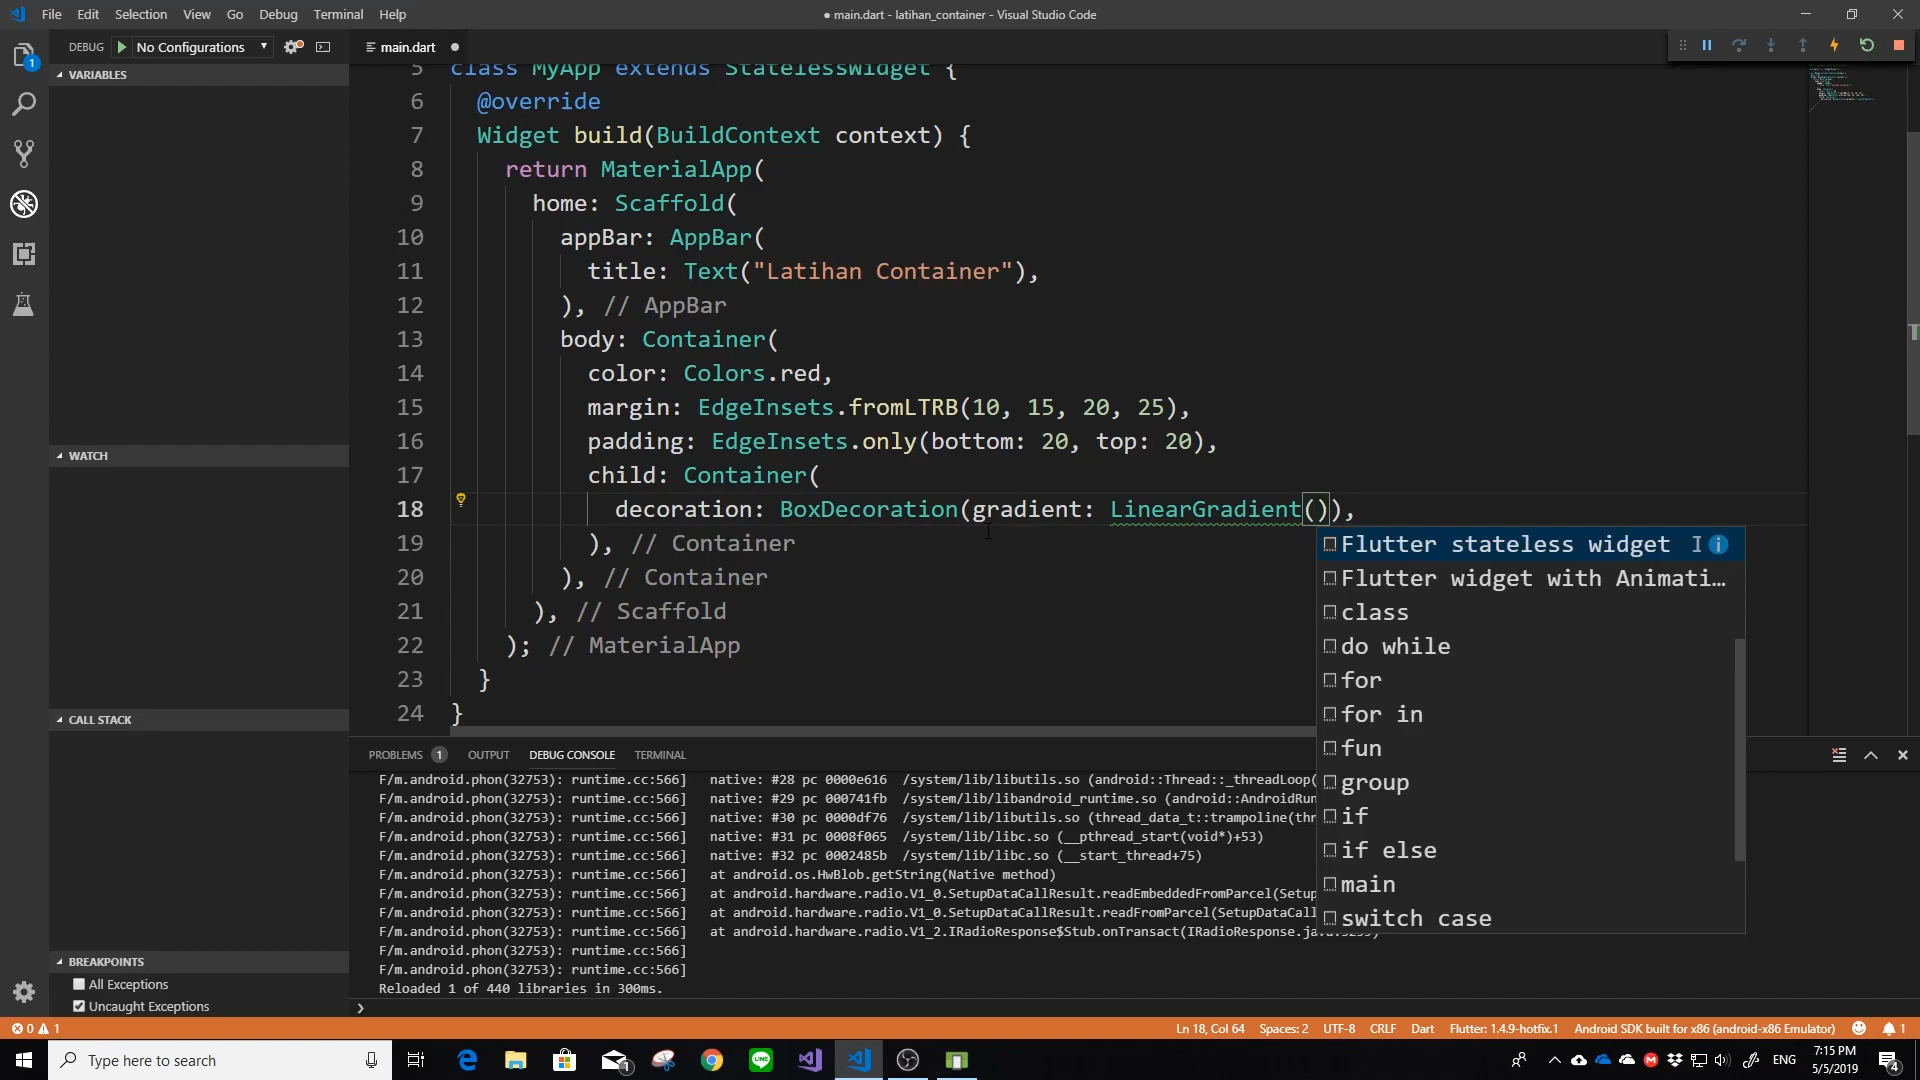 File Edit Selection View Go Debug Terminal Help
● main.dart - latihan_container - Visual Studio Code
DEBUG No Configurations
main.dart
1
VARIABLES
WATCH
CALL STACK
BREAKPOINTS
All Exceptions
Uncaught Exceptions
5 class MyApp extends StatelessWidget {
6 @override
7 Widget build(BuildContext context) {
8 return MaterialApp(
9 home: Scaffold(
10 appBar: AppBar(
11 title: Text("Latihan Container"),
12 ), // AppBar
13 body: Container(
14 color: Colors.red,
15 margin: EdgeInsets.fromLTRB(10, 15, 20, 25),
16 padding: EdgeInsets.only(bottom: 20, top: 20),
17 child: Container(
18 decoration: BoxDecoration(gradient: LinearGradient()),
19 ), // Container
20 ), // Container
21 ), // Scaffold
22 ); // MaterialApp
23 }
24 }
Flutter stateless widget
Flutter widget with Animati...
class
do while
for
for in
fun
group
if
if else
main
switch case
PROBLEMS 1 OUTPUT DEBUG CONSOLE TERMINAL
F/m.android.phon(32753): runtime.cc:566] native: #28 pc 0000e616 /system/lib/libutils.so (android::Thread::_threadLoop(
F/m.android.phon(32753): runtime.cc:566] native: #29 pc 000741fb /system/lib/libandroid_runtime.so (android::AndroidRun
F/m.android.phon(32753): runtime.cc:566] native: #30 pc 0000df76 /system/lib/libutils.so (thread_data_t::trampoline(thr
F/m.android.phon(32753): runtime.cc:566] native: #31 pc 0008f065 /system/lib/libc.so (__pthread_start(void*)+53)
F/m.android.phon(32753): runtime.cc:566] native: #32 pc 0002485b /system/lib/libc.so (__start_thread+75)
F/m.android.phon(32753): runtime.cc:566] at android.os.HwBlob.getString(Native method)
F/m.android.phon(32753): runtime.cc:566] at android.hardware.radio.V1_0.SetupDataCallResult.readEmbeddedFromParcel(Setup
F/m.android.phon(32753): runtime.cc:566] at android.hardware.radio.V1_0.SetupDataCallResult.readFromParcel(SetupDataCall
F/m.android.phon(32753): runtime.cc:566] at android.hardware.radio.V1_2.IRadioResponse$Stub.onTransact(IRadioResponse.
F/m.android.phon(32753): runtime.cc:566]
F/m.android.phon(32753): runtime.cc:566]
Reloaded 1 of 440 libraries in 300ms.
0 1 Ln 18, Col 64 Spaces: 2 UTF-8 CRLF Dart Flutter: 1.4.9-hotfix.1 Android SDK built for x86 (android-x86 Emulator) 1
Type here to search
1
LINE
ENG
7:15 PM
5/5/2019
4